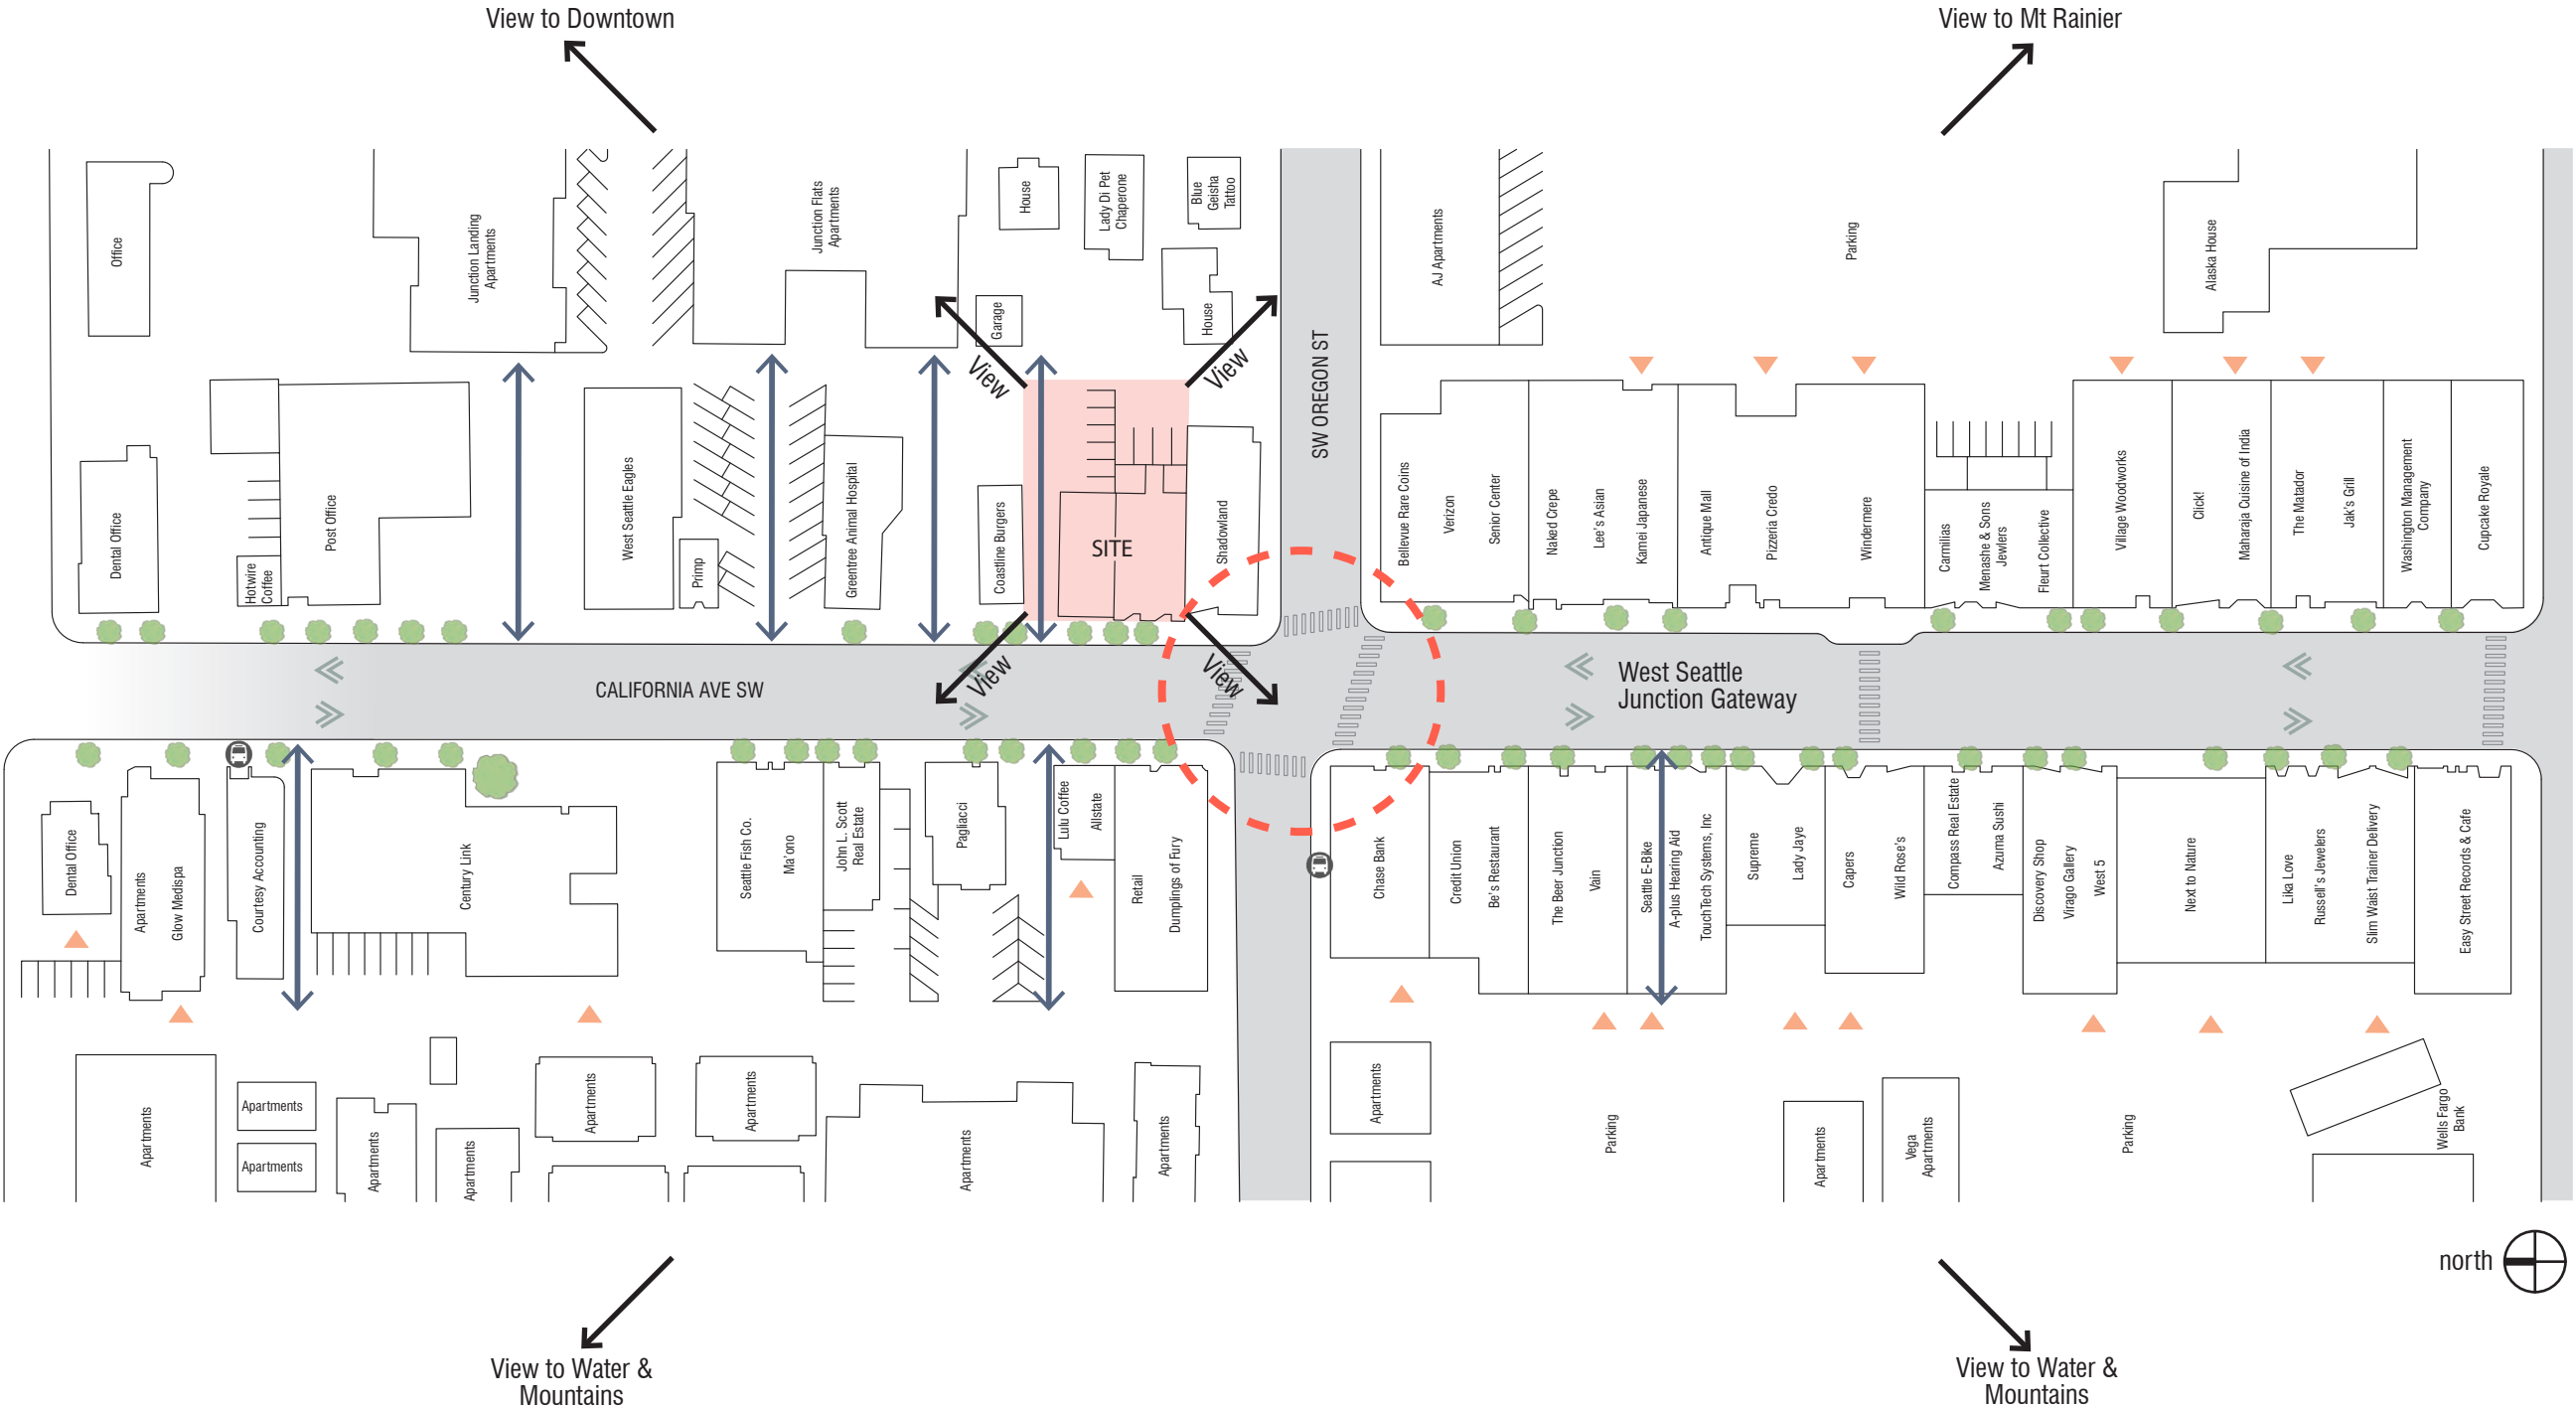 View to Downtown
View to Mt Rainier
Office
Junction Landing
Apartments
Junction Flats
Apartments
House
Lady Di Pet
Chaperone
Blue
Geisha
Tattoo
Garage
House
SW OREGON ST
AJ Apartments
Parking
Alaska House
View
View
Dental Office
Hotwire
Coffee
Post Office
West Seattle Eagles
Primp
Greentree Animal Hospital
Coastline Burgers
SITE
Shadowland
Bellevue Rare Coins
Verizon
Senior Center
Naked Crepe
Lee's Asian
Kamei Japanese
Antique Mall
Pizzeria Credo
Windermere
Carmilias
Menashe & Sons
Jewlers
Fleurt Collective
Village Woodworks
Click!
Maharaja Cuisine of India
The Matador
Jak's Grill
Washington Management
Company
Cupcake Royale
View
View
CALIFORNIA AVE SW
West Seattle
Junction Gateway
Dental Office
Apartments
Glow Medispa
Courtesy Accounting
Century Link
Seattle Fish Co.
Ma'ono
John L. Scott
Real Estate
Pagliacci
Lulu Coffee
Allstate
Retail
Dumplings of Fury
Chase Bank
Credit Union
Be's Restaurant
The Beer Junction
Vain
Seattle E-Bike
A-plus Hearing Aid
TouchTech Systems, Inc
Supreme
Lady Jaye
Capers
Wild Rose's
Compass Real Estate
Azuma Sushi
Discovery Shop
Virago Gallery
West 5
Next to Nature
Lika Love
Russell's Jewelers
Slim Waist Trainer Delivery
Easy Street Records & Cafe
Apartments
Apartments
Apartments
Apartments
Apartments
Apartments
Apartments
Apartments
Apartments
Apartments
Parking
Apartments
Vega
Apartments
Parking
Wells Fargo
Bank
north
View to Water &
Mountains
View to Water &
Mountains